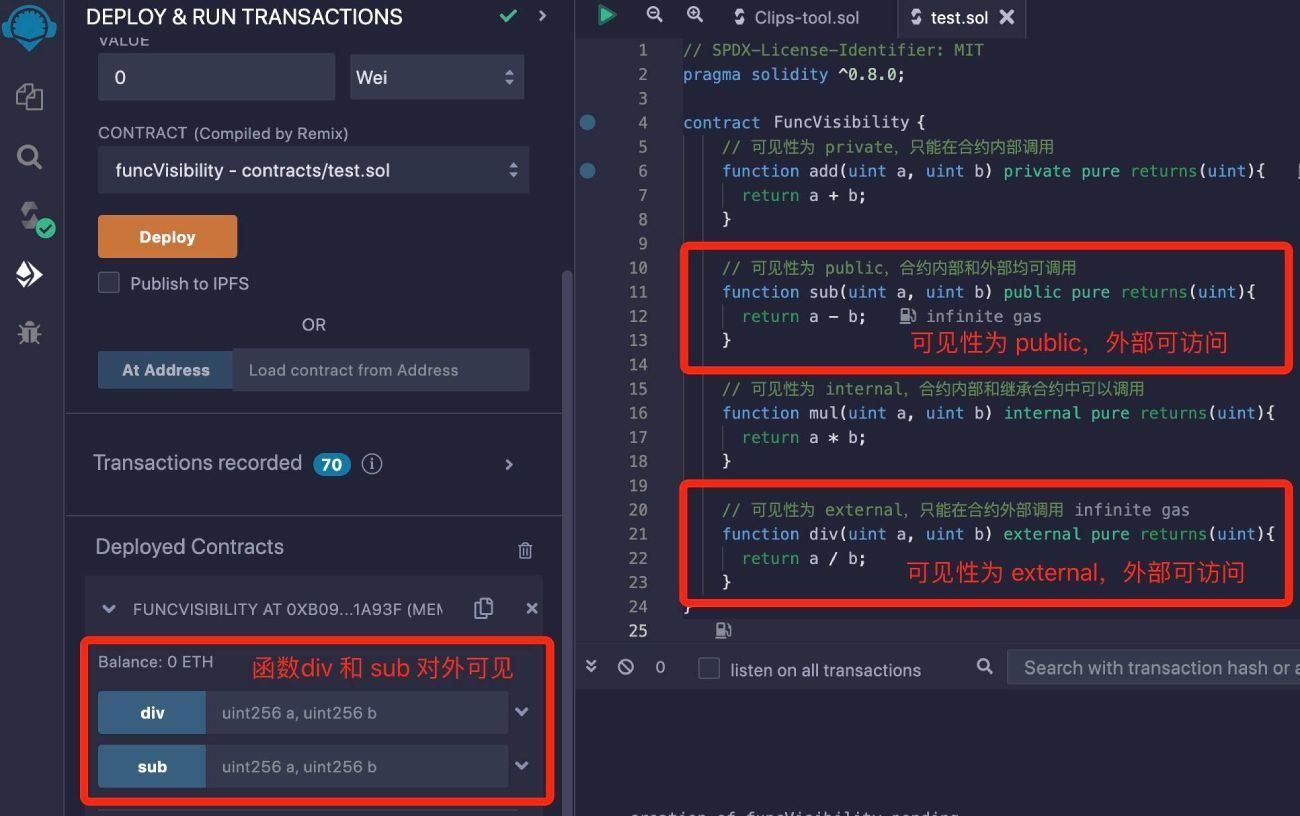 DEPLOY & RUN TRANSACTIONS
VALUE
0
Wei
CONTRACT (Compiled by Remix)
funcVisibility - contracts/test.sol
Deploy
Publish to IPFS
OR
At Address
Load contract from Address
Transactions recorded 70
Deployed Contracts
FUNCVISIBILITY AT 0XB09...1A93F (MEM
Balance: 0 ETH
函数div 和 sub 对外可见
div
uint256 a, uint256 b
sub
uint256 a, uint256 b
Clips-tool.sol
test.sol
1 // SPDX-License-Identifier: MIT
2 pragma solidity ^0.8.0;
3
4 contract FuncVisibility {
5 // 可见性为 private，只能在合约内部调用
6 function add(uint a, uint b) private pure returns(uint){
7 return a + b;
8 }
9
10 // 可见性为 public，合约内部和外部均可调用
11 function sub(uint a, uint b) public pure returns(uint){
12 return a - b; infinite gas
13 }
可见性为 public，外部可访问
14
15 // 可见性为 internal，合约内部和继承合约中可以调用
16 function mul(uint a, uint b) internal pure returns(uint){
17 return a * b;
18 }
19
20 // 可见性为 external，只能在合约外部调用 infinite gas
21 function div(uint a, uint b) external pure returns(uint){
22 return a / b;
可见性为 external，外部可访问
23 }
24 }
25
0
listen on all transactions
Search with transaction hash or a
creation of funcVisibility pending